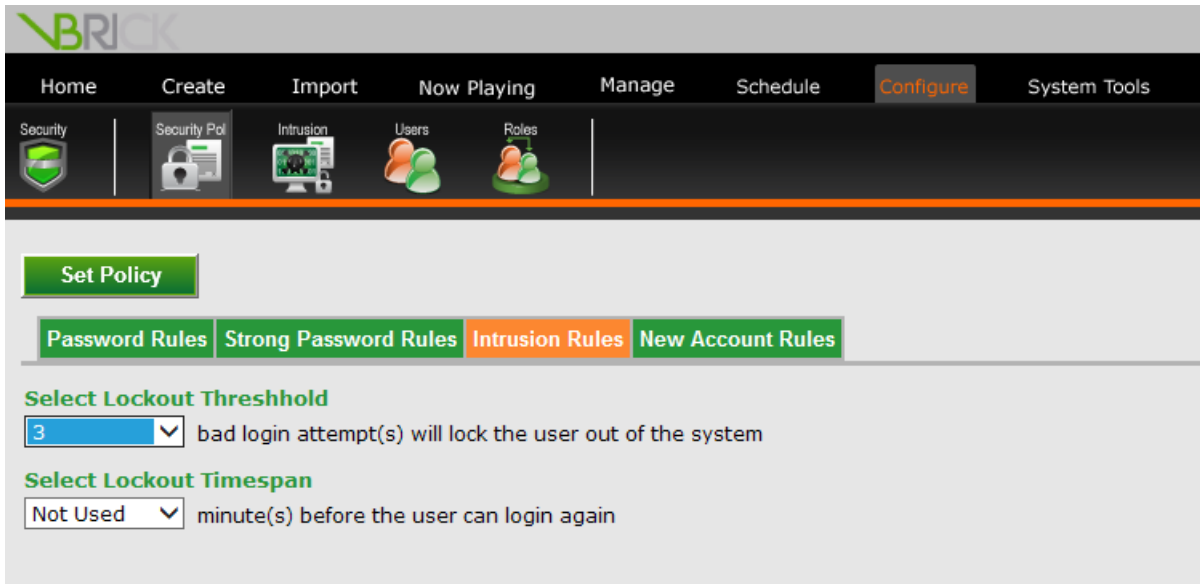 VBRICK
Home Create Import Now Playing Manage Schedule Configure System Tools
Security Security Pol Intrusion Users Roles
Set Policy
Password Rules Strong Password Rules Intrusion Rules New Account Rules
Select Lockout Threshhold
3 bad login attempt(s) will lock the user out of the system
Select Lockout Timespan
Not Used minute(s) before the user can login again